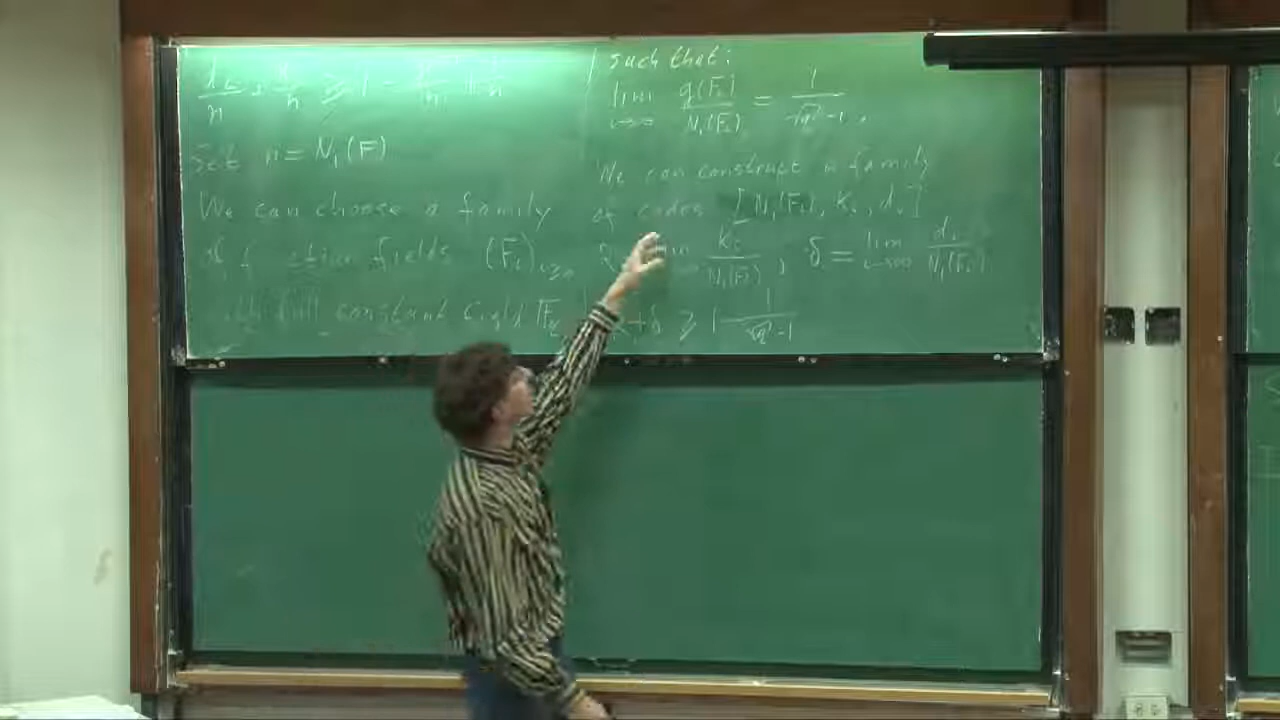 k/n + d/n ≥ 1 -
Set n = N₁(F)
We can choose a family
of function fields (Fᵢ)ᵢ≥₀
with full constant field F_q
such that:
lim_{i→∞} g(Fᵢ)/N₁(Fᵢ) = 1/(√q - 1),
We can construct a family
of codes [N₁(Fᵢ), kᵢ, dᵢ]
kᵢ/N₁(Fᵢ), δ = lim_{i→∞} dᵢ/N₁(Fᵢ)
+ δ ≥ 1 - 1/(√q - 1)